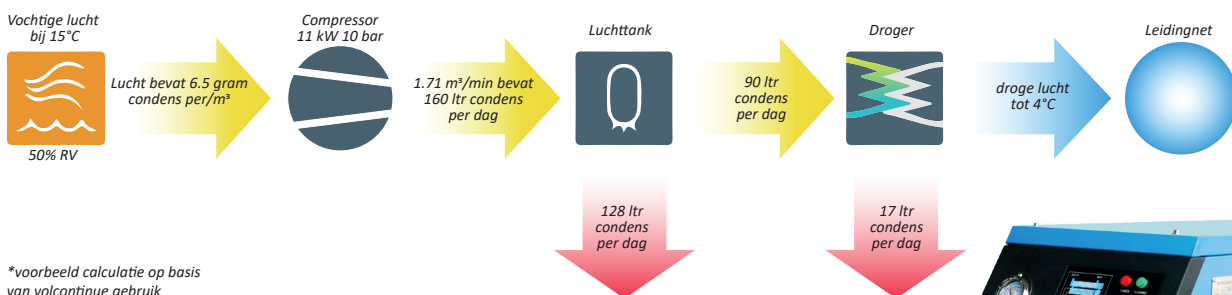 Vochtige lucht
bij 15°C
Compressor
11 kW 10 bar
Luchttank
Droger
Leidingnet
Lucht bevat 6.5 gram
condens per/m³
1.71 m³/min bevat
160 ltr condens
per dag
90 ltr
condens
per dag
droge lucht
tot 4°C
50% RV
128 ltr
condens
per dag
17 ltr
condens
per dag
*voorbeeld calculatie op basis
van volcontinue gebruik